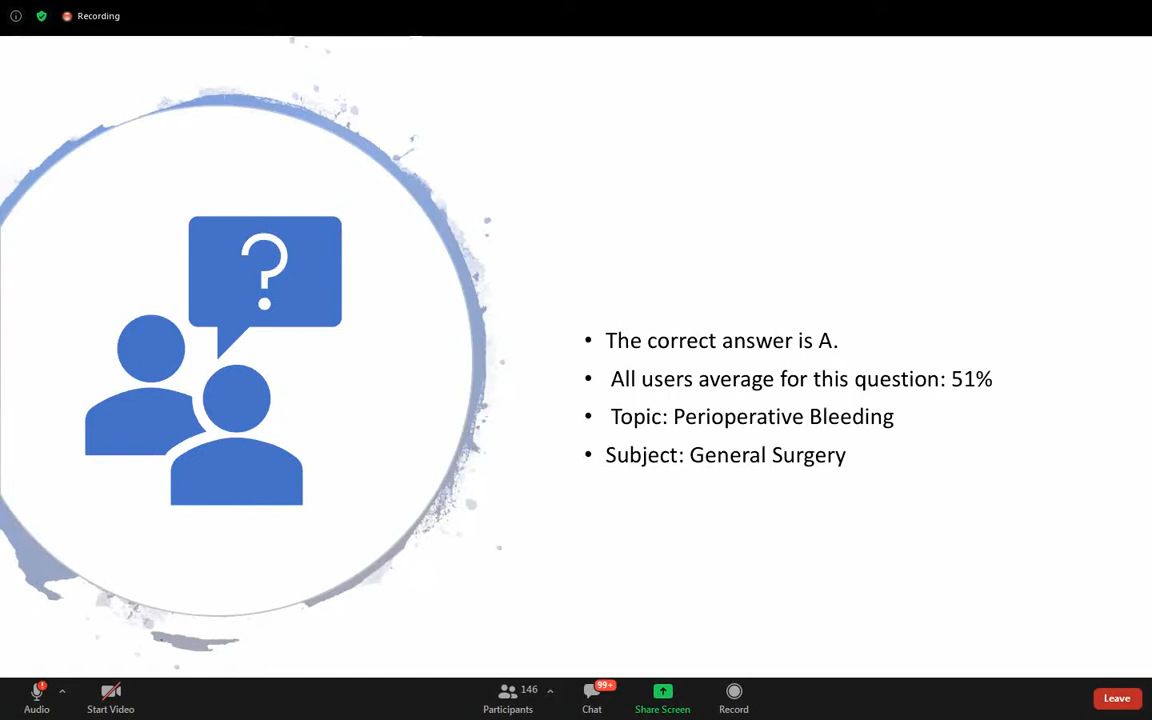 Recording
?
• The correct answer is A.
• All users average for this question: 51%
• Topic: Perioperative Bleeding
• Subject: General Surgery
146
99+
Audio
Start Video
Participants
Chat
Share Screen
Record
Leave